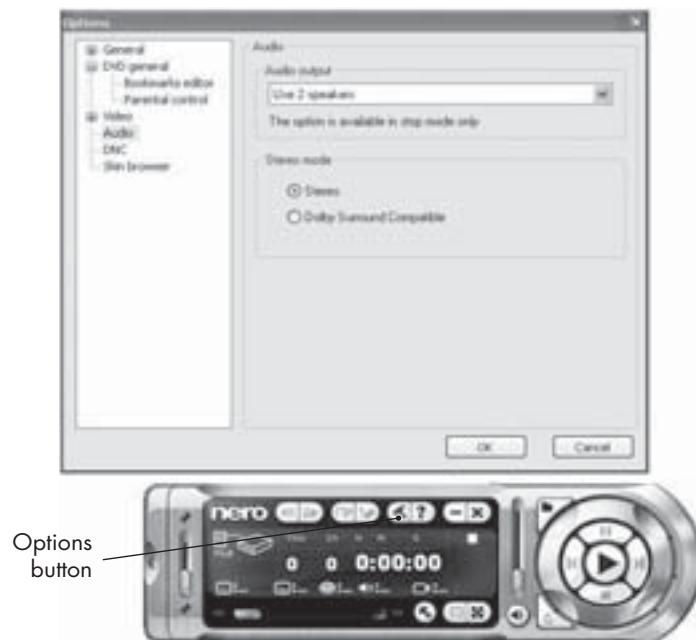 Options
General
DVD general
Bookmarks editor
Parental control
Video
Audio
DNC
Skin browser
Audio
Audio output
Use 2 speakers
The option is available in stop mode only
Stereo mode
Stereo
Dolby Surround Compatible
OK
Cancel
nero
?
0 0 0:00:00
Options
button